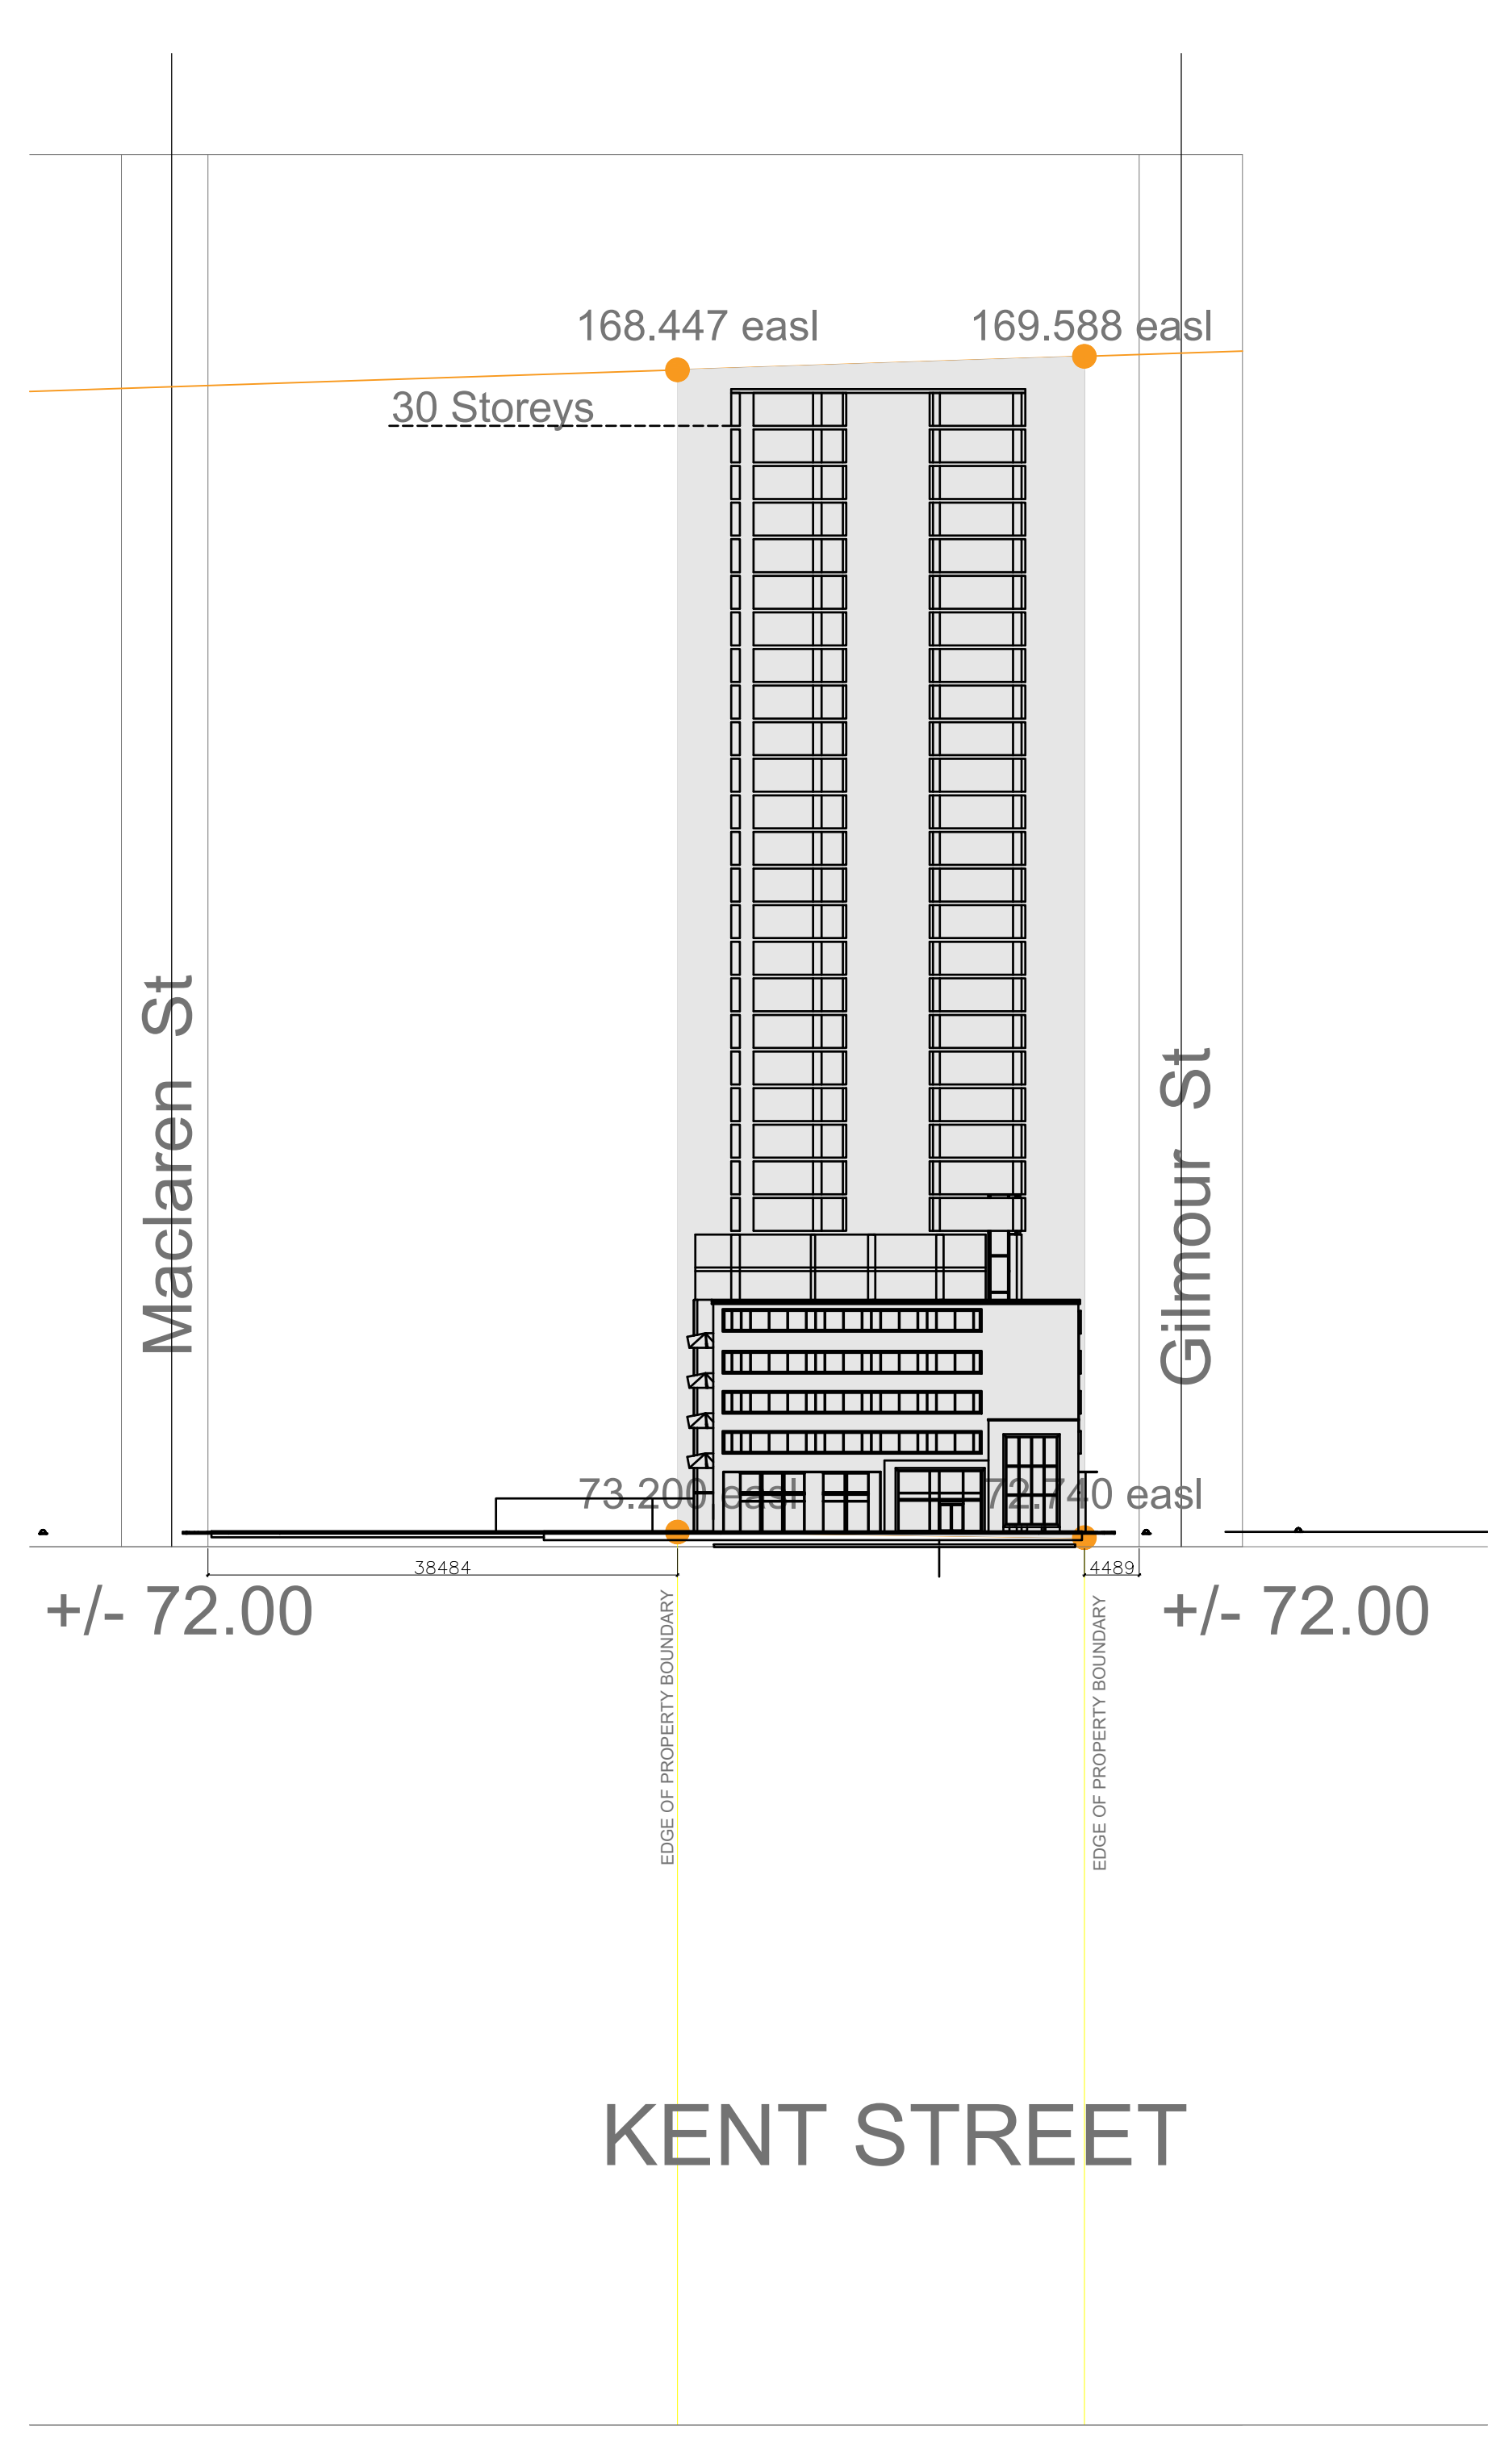 168.447 easl
169.588 easl
30 Storeys
Maclaren St
Gilmour St
73.200 easl
72.740 easl
38484
4489
+/- 72.00
+/- 72.00
EDGE OF PROPERTY BOUNDARY
EDGE OF PROPERTY BOUNDARY
KENT STREET